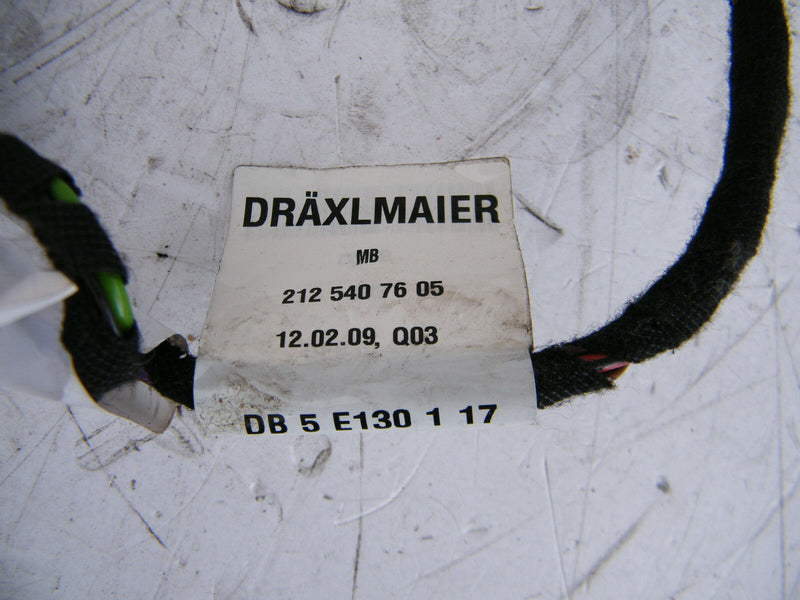 DRÄXLMAIER
MB
212 540 76 05
12.02.09, Q03
DB 5 E130 1 17